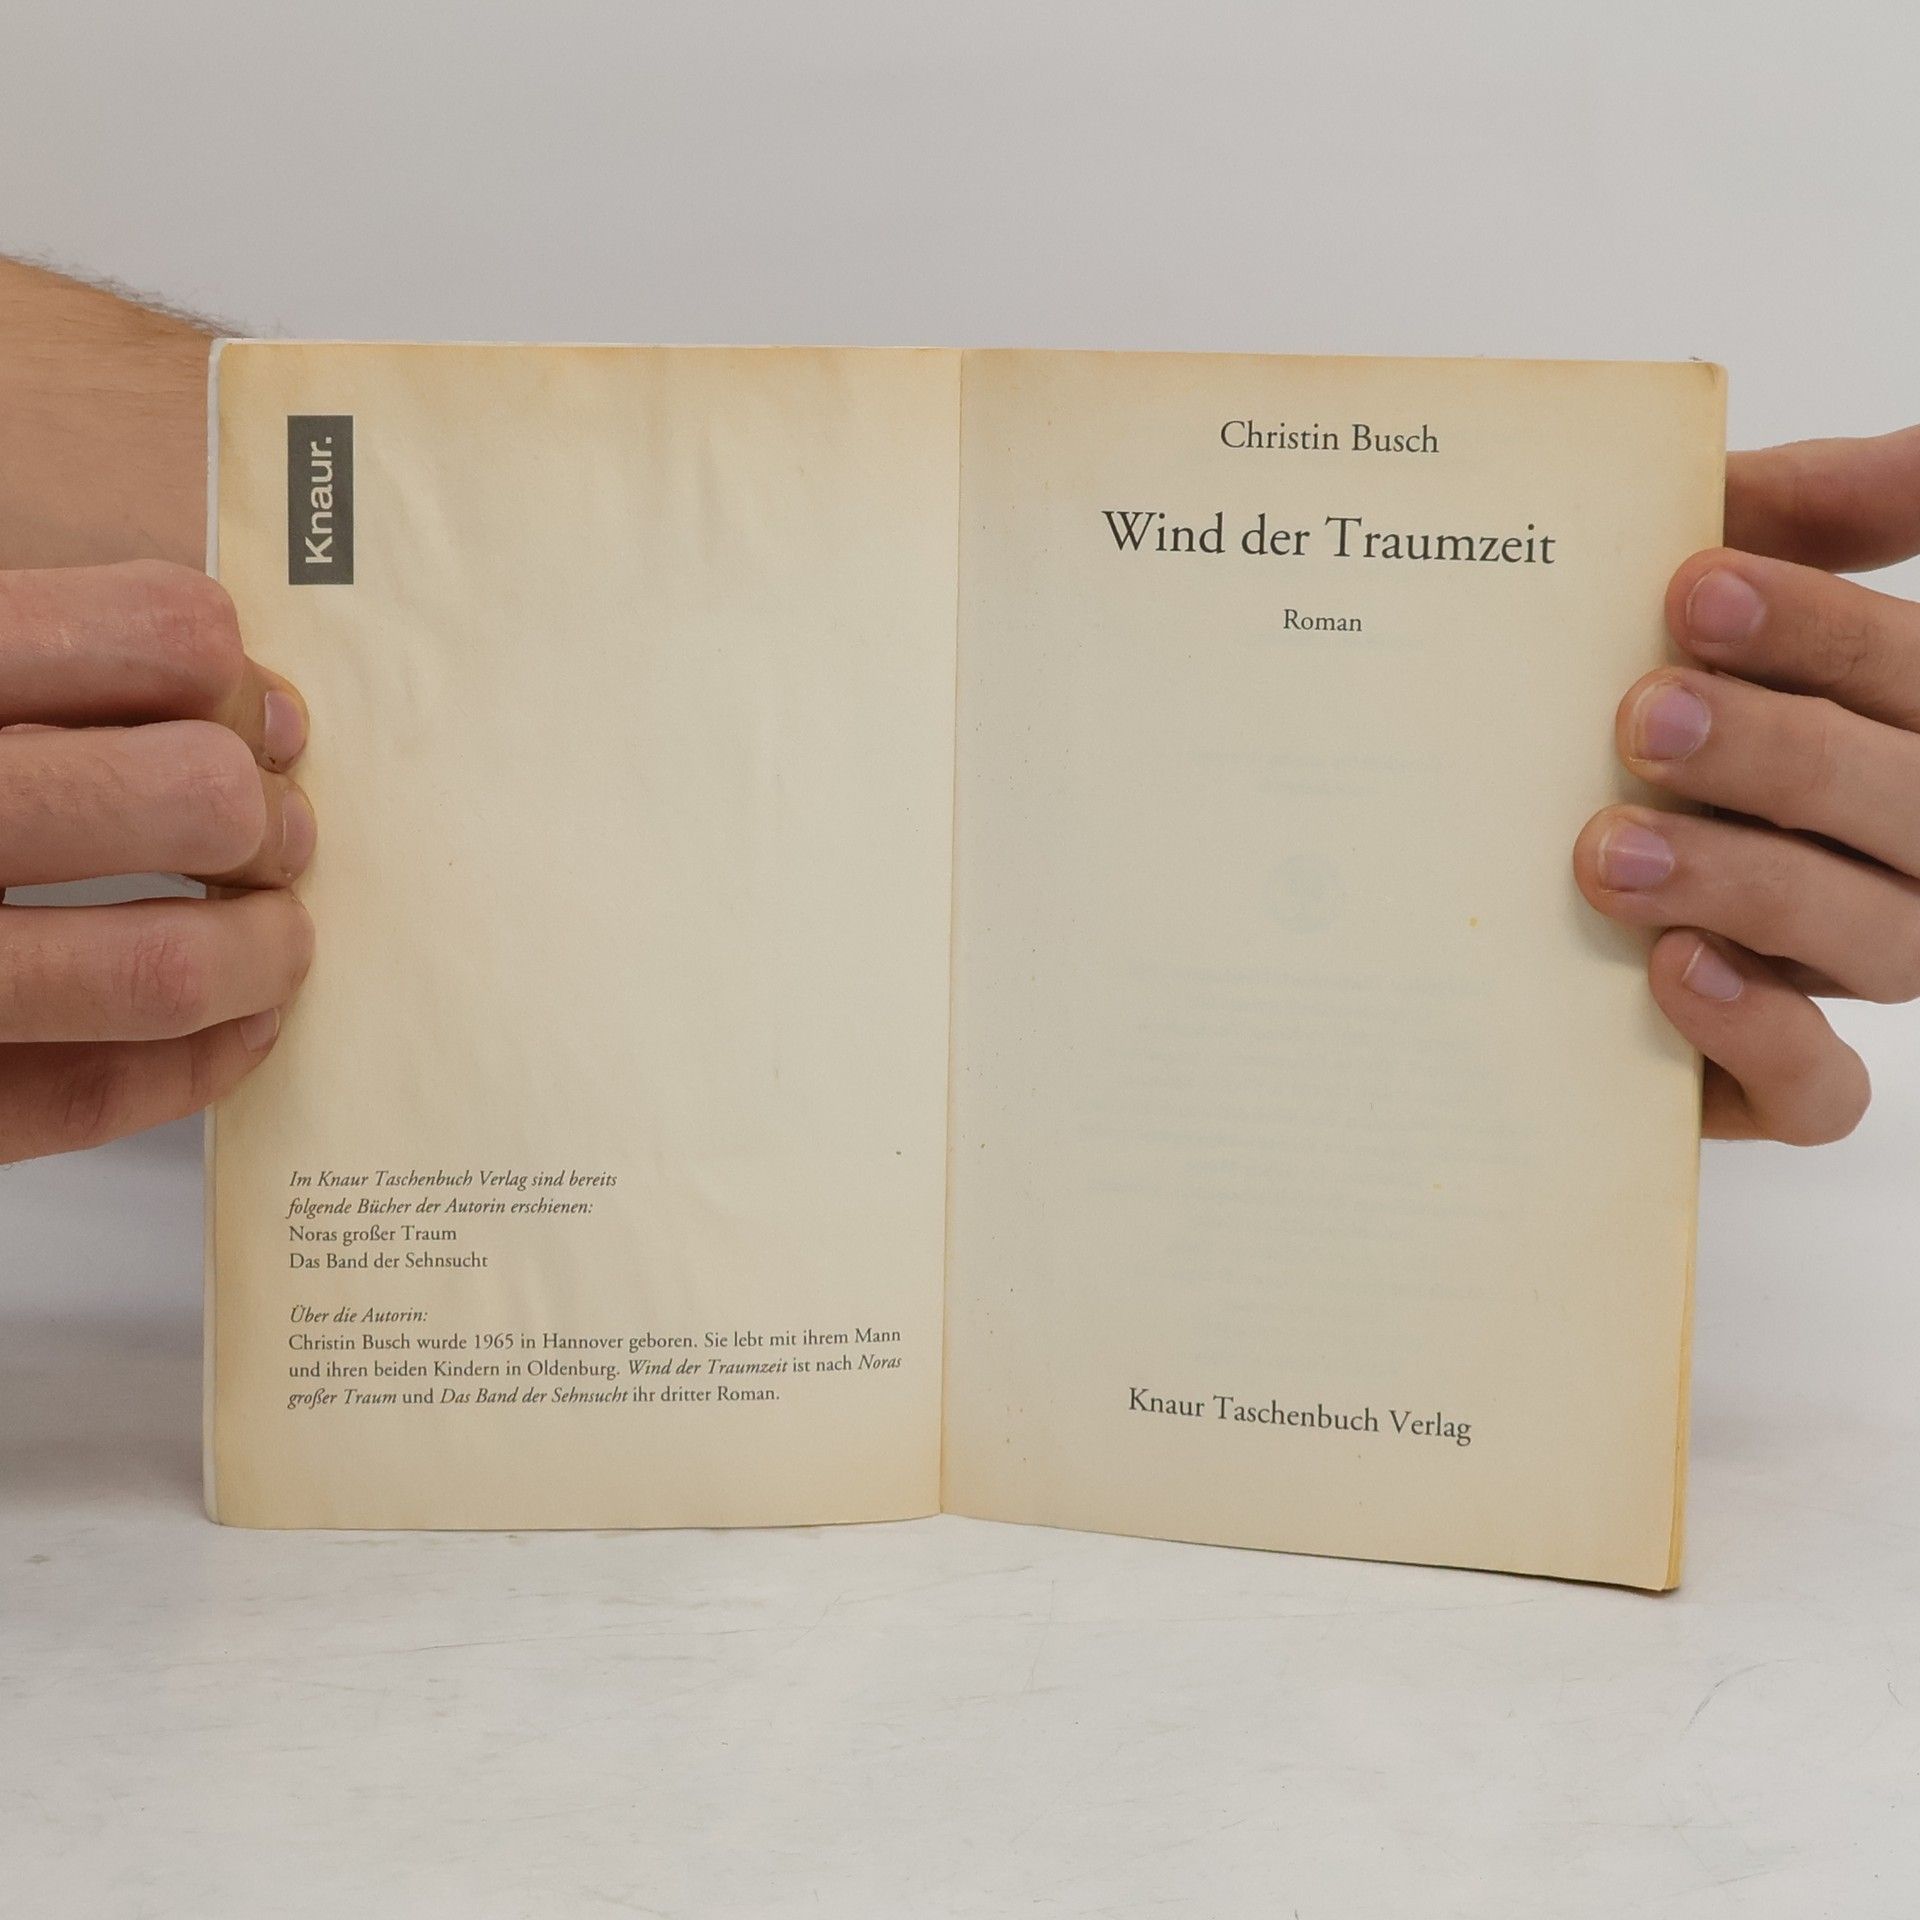 Knaur.
Im Knaur Taschenbuch Verlag sind bereits
folgende Bücher der Autorin erschienen:
Noras großer Traum
Das Band der Sehnsucht
Über die Autorin:
Christin Busch wurde 1965 in Hannover geboren. Sie lebt mit ihrem Mann
und ihren beiden Kindern in Oldenburg. Wind der Traumzeit ist nach Noras
großer Traum und Das Band der Sehnsucht ihr dritter Roman.
Christin Busch
Wind der Traumzeit
Roman
Knaur Taschenbuch Verlag